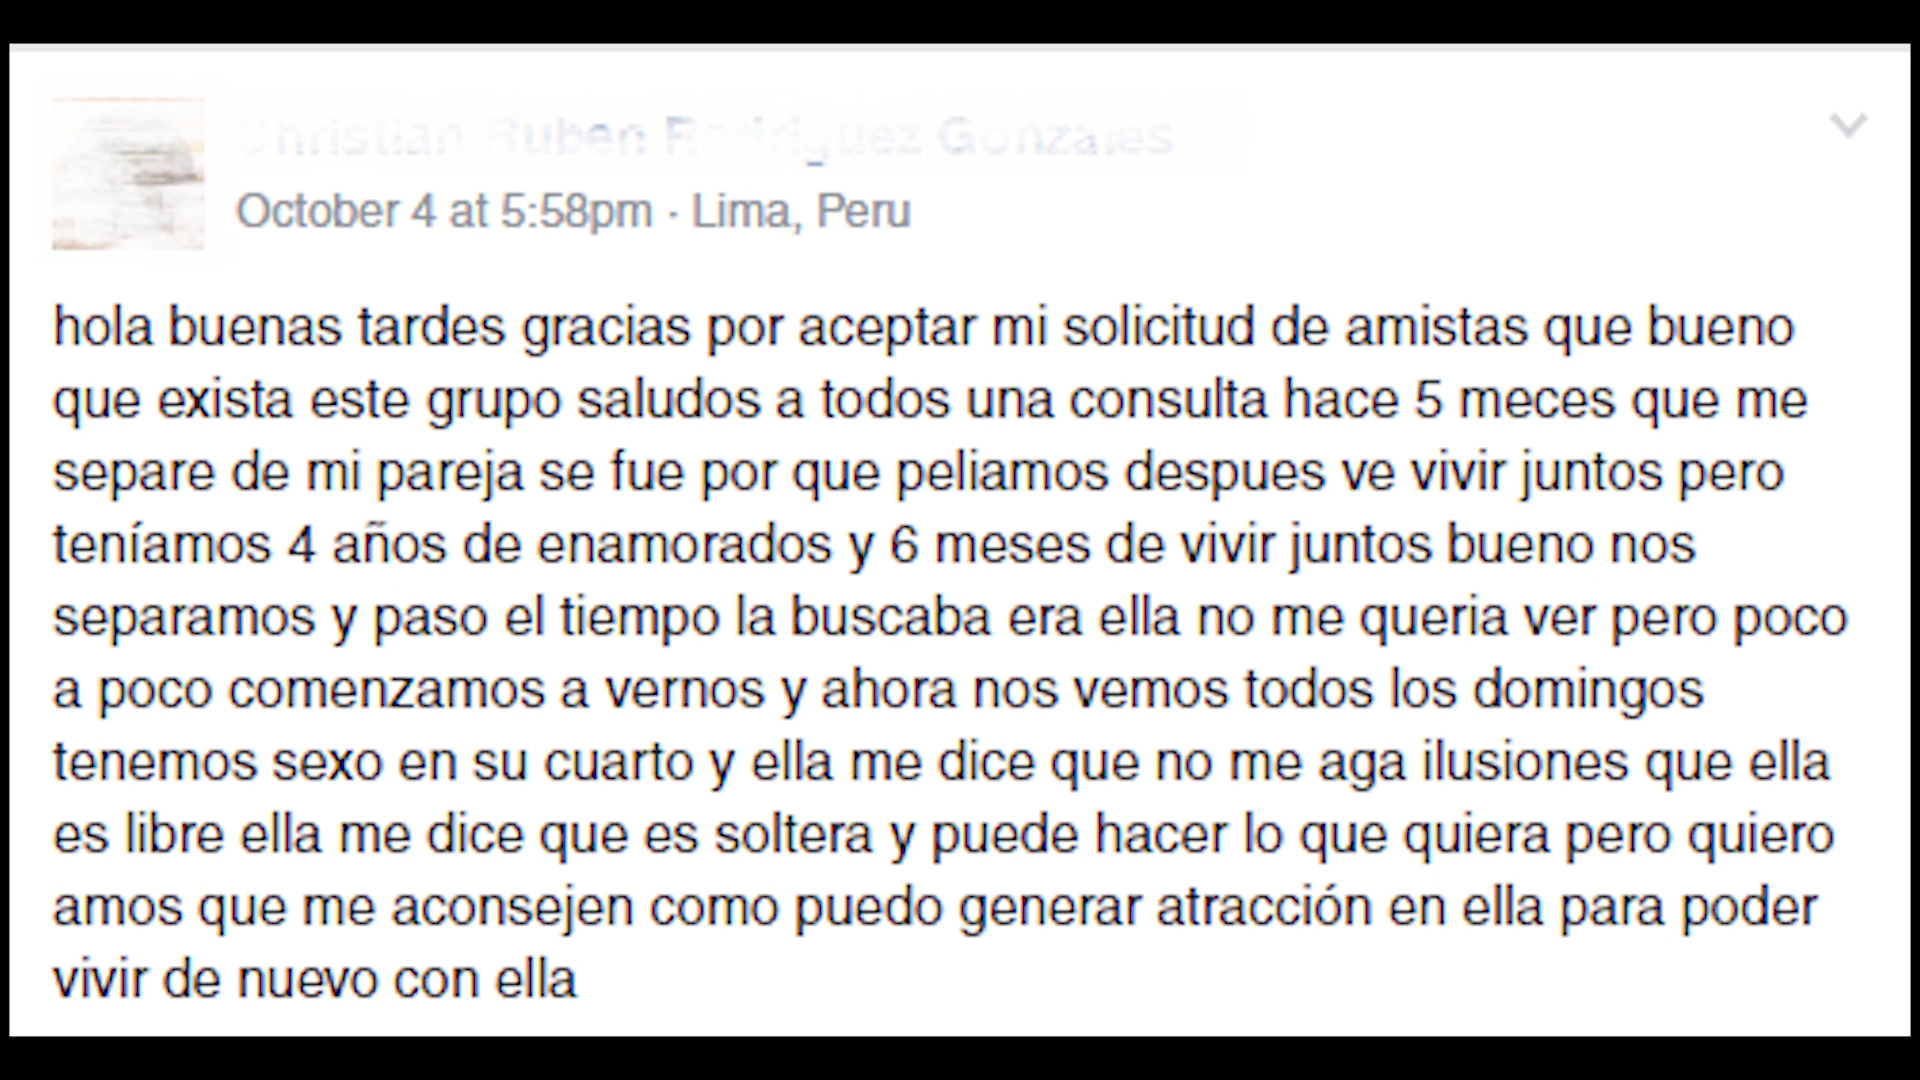 Christian Ruben Rodriguez Gonzales
October 4 at 5:58pm · Lima, Peru
hola buenas tardes gracias por aceptar mi solicitud de amistas que bueno
que exista este grupo saludos a todos una consulta hace 5 meces que me
separe de mi pareja se fue por que peliamos despues ve vivir juntos pero
teníamos 4 años de enamorados y 6 meses de vivir juntos bueno nos
separamos y paso el tiempo la buscaba era ella no me queria ver pero poco
a poco comenzamos a vernos y ahora nos vemos todos los domingos
tenemos sexo en su cuarto y ella me dice que no me aga ilusiones que ella
es libre ella me dice que es soltera y puede hacer lo que quiera pero quiero
amos que me aconsejen como puedo generar atracción en ella para poder
vivir de nuevo con ella